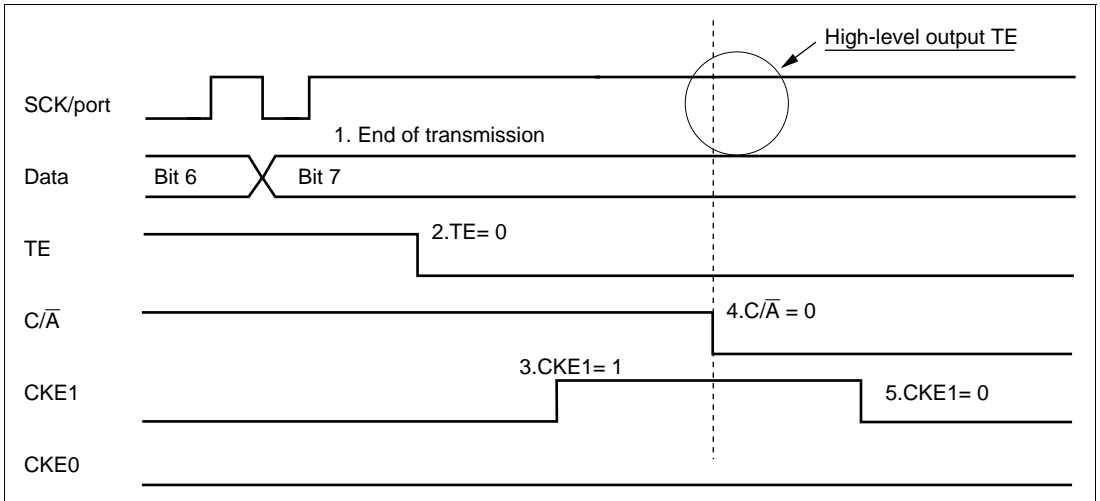 High-level output TE
SCK/port
1. End of transmission
Data
Bit 6
Bit 7
TE
2.TE= 0
C/A̅
4.C/A̅ = 0
3.CKE1= 1
CKE1
5.CKE1= 0
CKE0